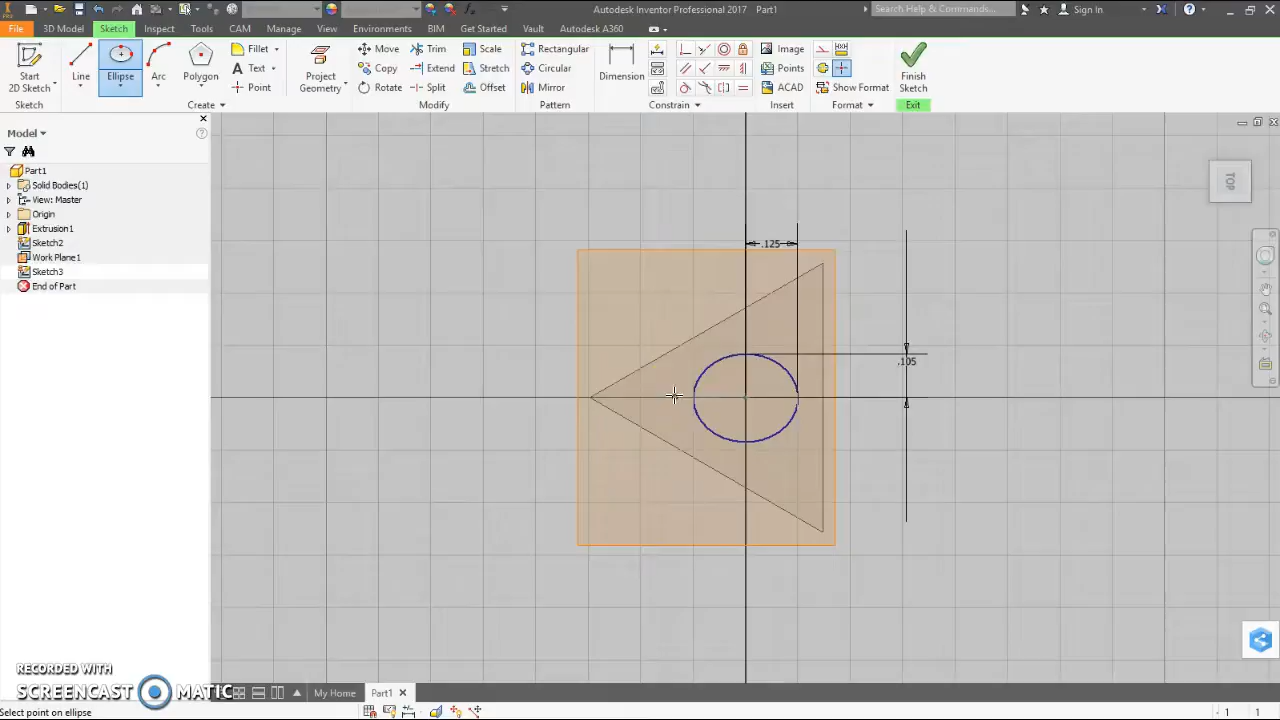 PRO
Autodesk Inventor Professional 2017 Part1
Search Help & Commands...
Sign In
File 3D Model Sketch Inspect Tools CAM Manage View Environments BIM Get Started Vault Autodesk A360
Start
2D Sketch
Line
Ellipse
Arc
Polygon
Fillet
Text
Point
Project
Geometry
Move
Copy
Rotate
Trim
Extend
Split
Scale
Stretch
Offset
Rectangular
Circular
Mirror
Dimension
Image
Points
ACAD
Show Format
Finish
Sketch
Sketch Create Modify Pattern Constrain Insert Format Exit
Model
Part1
Solid Bodies(1)
View: Master
Origin
Extrusion1
Sketch2
Work Plane1
Sketch3
End of Part
TOP
.125
.105
RECORDED WITH
SCREENCAST MATIC
My Home Part1
Select point on ellipse
1 1